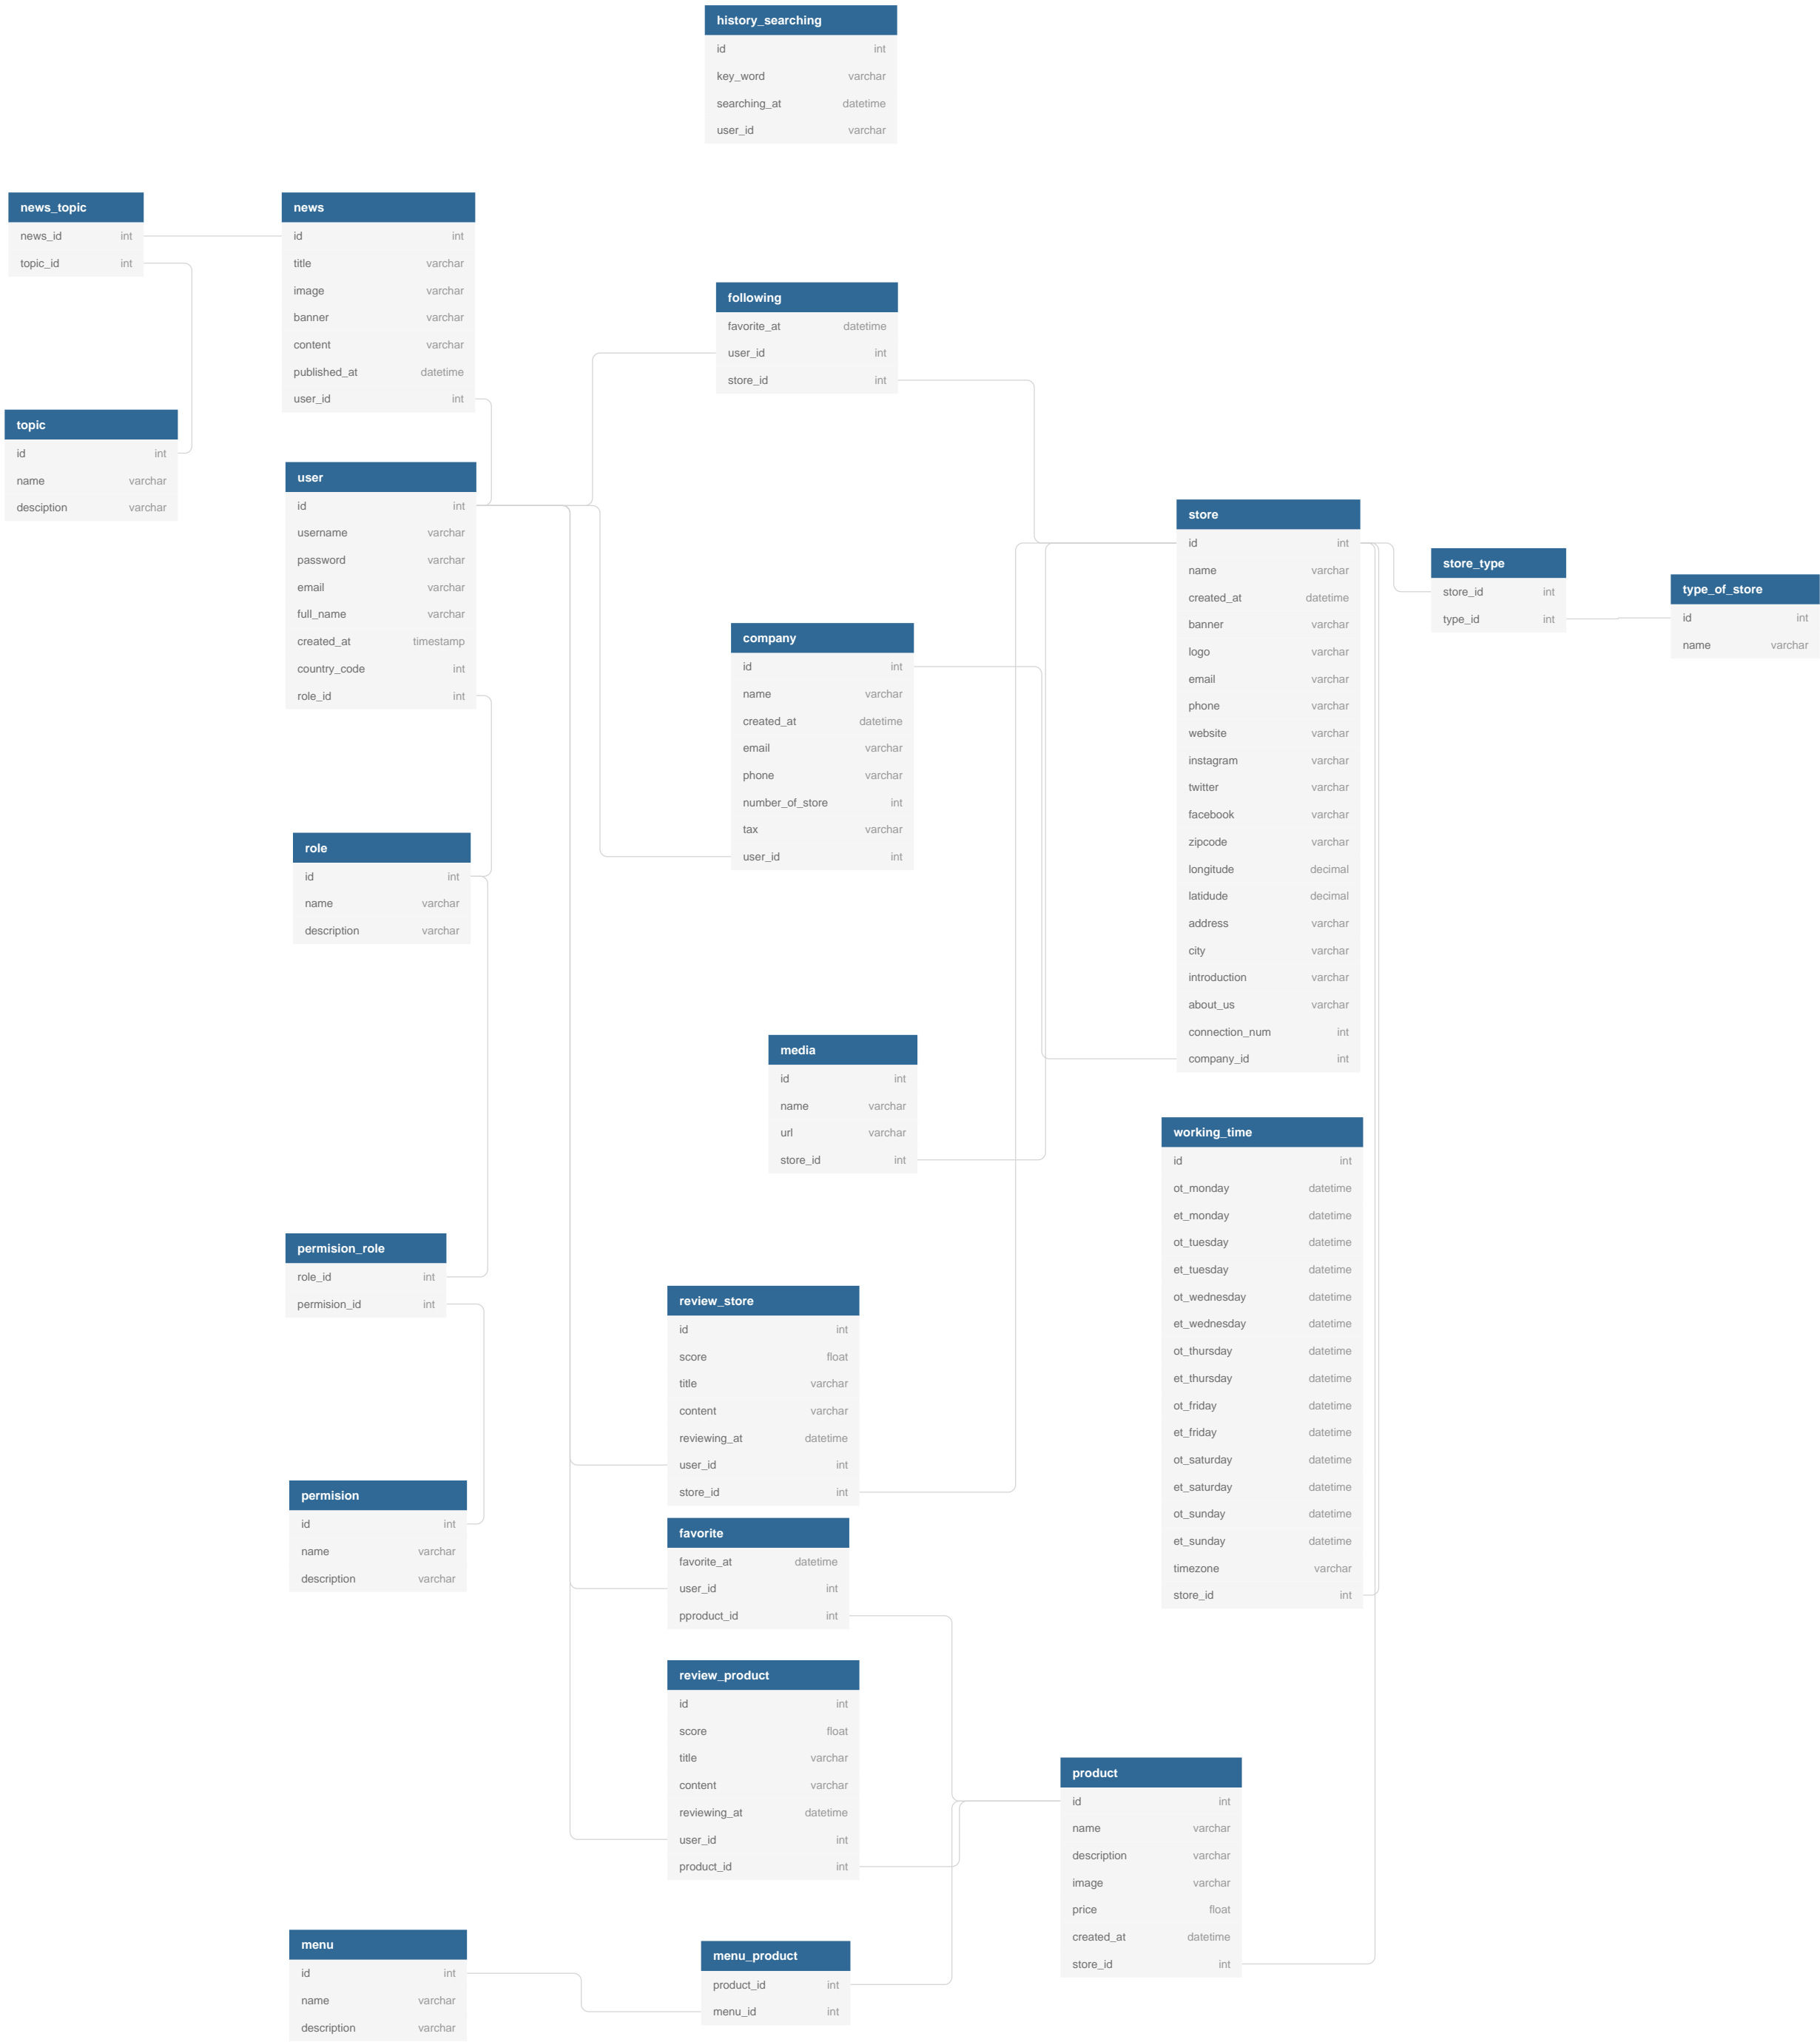 history_searching
id int
key_word varchar
searching_at datetime
user_id varchar
news_topic
news_id int
topic_id int
news
id int
title varchar
image varchar
banner varchar
content varchar
published_at datetime
user_id int
following
favorite_at datetime
user_id int
store_id int
topic
id int
name varchar
desciption varchar
user
id int
username varchar
password varchar
email varchar
full_name varchar
created_at timestamp
country_code int
role_id int
store
id int
name varchar
created_at datetime
banner varchar
logo varchar
email varchar
phone varchar
website varchar
instagram varchar
twitter varchar
facebook varchar
zipcode varchar
longitude decimal
latidude decimal
address varchar
city varchar
introduction varchar
about_us varchar
connection_num int
company_id int
store_type
store_id int
type_id int
type_of_store
id int
name varchar
company
id int
name varchar
created_at datetime
email varchar
phone varchar
number_of_store int
tax varchar
user_id int
role
id int
name varchar
description varchar
media
id int
name varchar
url varchar
store_id int
working_time
id int
ot_monday datetime
et_monday datetime
ot_tuesday datetime
et_tuesday datetime
ot_wednesday datetime
et_wednesday datetime
ot_thursday datetime
et_thursday datetime
ot_friday datetime
et_friday datetime
ot_saturday datetime
et_saturday datetime
ot_sunday datetime
et_sunday datetime
timezone varchar
store_id int
permision_role
role_id int
permision_id int
review_store
id int
score float
title varchar
content varchar
reviewing_at datetime
user_id int
store_id int
permision
id int
name varchar
description varchar
favorite
favorite_at datetime
user_id int
pproduct_id int
review_product
id int
score float
title varchar
content varchar
reviewing_at datetime
user_id int
product_id int
product
id int
name varchar
description varchar
image varchar
price float
created_at datetime
store_id int
menu
id int
name varchar
description varchar
menu_product
product_id int
menu_id int